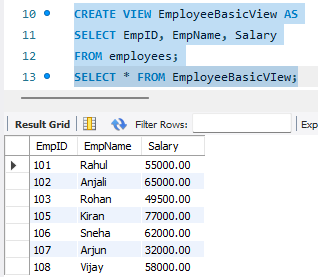 10 CREATE VIEW EmployeeBasicView AS
11 SELECT EmpID, EmpName, Salary
12 FROM employees;
13 SELECT * FROM EmployeeBasicVIew;
Result Grid Filter Rows: Exp
EmpID EmpName Salary
101 Rahul 55000.00
102 Anjali 65000.00
103 Rohan 49500.00
105 Kiran 77000.00
106 Sneha 62000.00
107 Arjun 32000.00
108 Vijay 58000.00